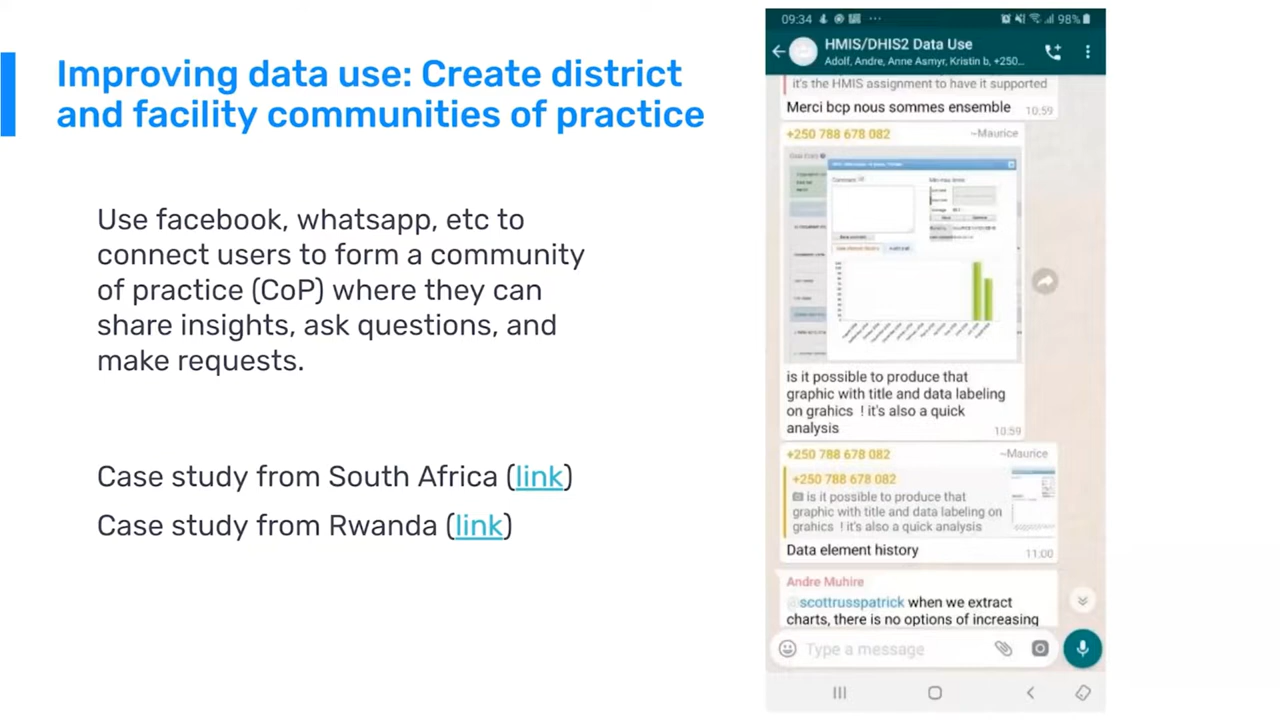 Improving data use: Create district
and facility communities of practice
Use facebook, whatsapp, etc to
connect users to form a community
of practice (CoP) where they can
share insights, ask questions, and
make requests.
Case study from South Africa (link)
Case study from Rwanda (link)
09:34
98%
HMIS/DHIS2 Data Use
Adolf, Andre, Anne Asmyr, Kristin b, +250...
it's the HMIS assignment to have it supported
Merci bcp nous sommes ensemble
10:59
+250 788 678 082
~Maurice
is it possible to produce that
graphic with title and data labeling
on grahics ! it's also a quick
analysis
10:59
+250 788 678 082
~Maurice
+250 788 678 082
is it possible to produce that
graphic with title and data labeling
on grahics ! it's also a quick analysis
Data element history
11:00
Andre Muhire
@scottrusspatrick when we extract
charts, there is no options of increasing
Type a message